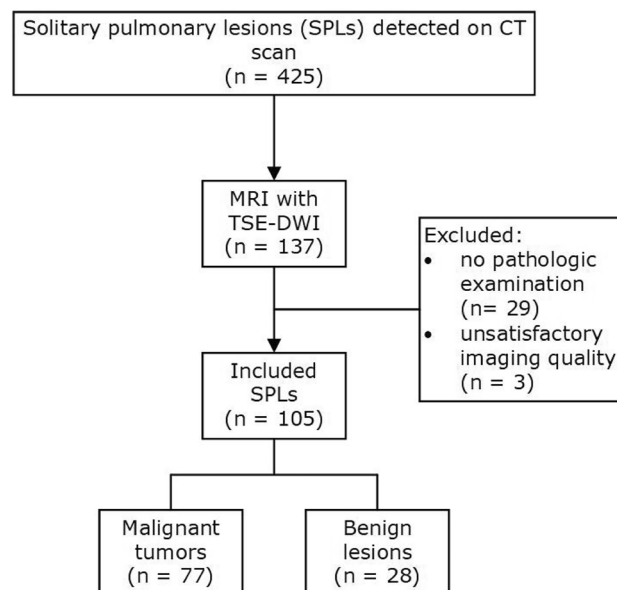 Solitary pulmonary lesions (SPLs) detected on CT
scan
(n = 425)
MRI with
TSE-DWI
(n = 137)
Excluded:
• no pathologic
examination
(n= 29)
• unsatisfactory
imaging quality
(n = 3)
Included
SPLs
(n = 105)
Malignant
tumors
(n = 77)
Benign
lesions
(n = 28)